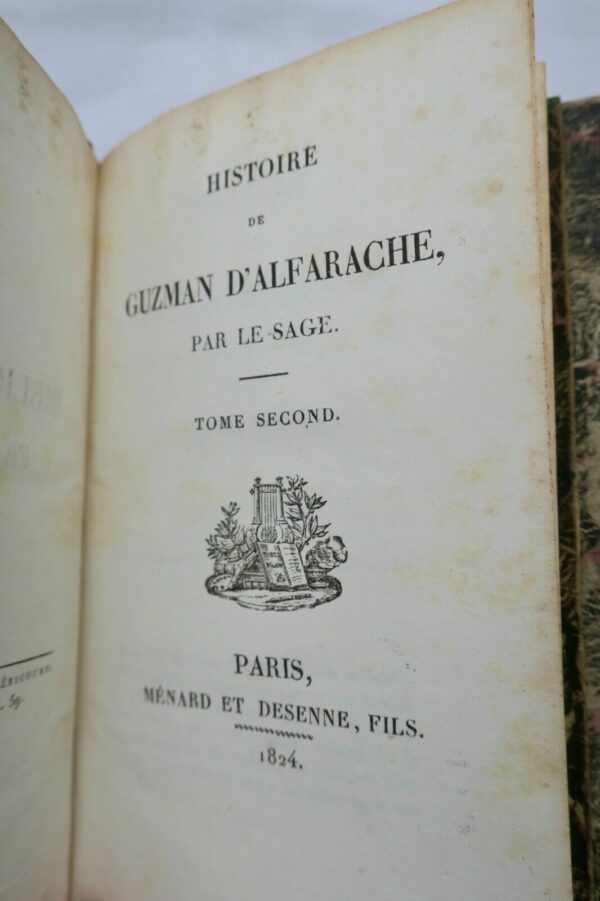 HISTOIRE
DE
GUZMAN D'ALFARACHE,
PAR LE SAGE.
TOME SECOND.
PARIS,
MÉNARD ET DESENNE, FILS.
1824.